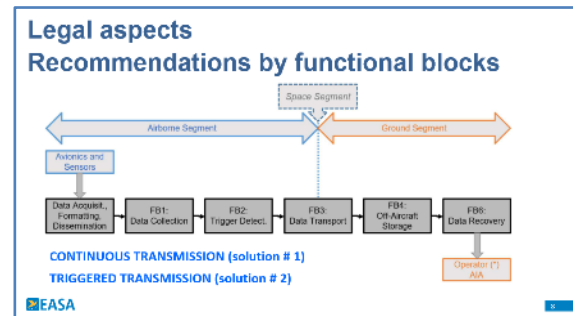 Legal aspects
Recommendations by functional blocks
Space Segment
Airborne Segment
Ground Segment
Avionics and
Sensors
Data Acquisit.,
Formatting,
Dissemination
FB1:
Data Collection
FB2:
Trigger Detect.
FB3:
Data Transport
FB4:
Off-Aircraft
Storage
Data Recovery
CONTINUOUS TRANSMISSION (solution # 1)
TRIGGERED TRANSMISSION (solution # 2)
Operator (*)
AIA
EASA